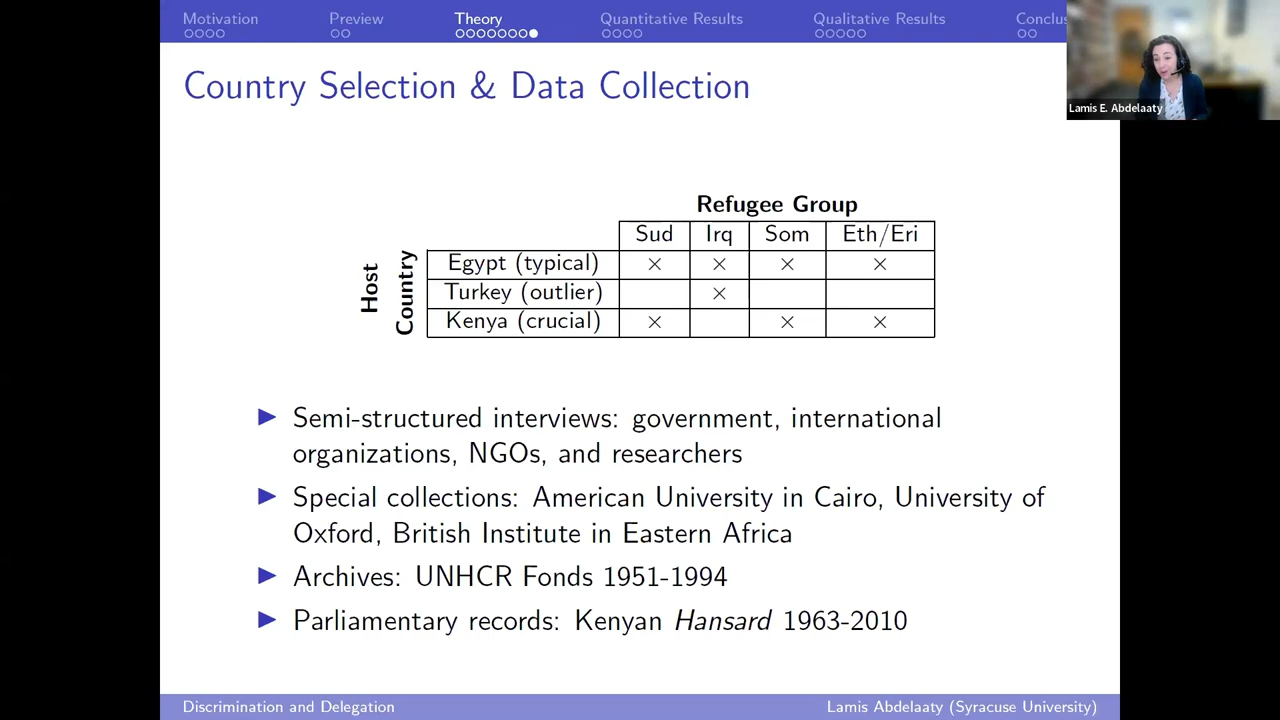 Motivation Preview Theory Quantitative Results Qualitative Results Conclus
Lamis E. Abdelaaty
Country Selection & Data Collection
Refugee Group
Sud Irq Som Eth/Eri
Host
Country
Egypt (typical) × × × ×
Turkey (outlier) ×
Kenya (crucial) × × ×
Semi-structured interviews: government, international
organizations, NGOs, and researchers
Special collections: American University in Cairo, University of
Oxford, British Institute in Eastern Africa
Archives: UNHCR Fonds 1951-1994
Parliamentary records: Kenyan Hansard 1963-2010
Discrimination and Delegation Lamis Abdelaaty (Syracuse University)